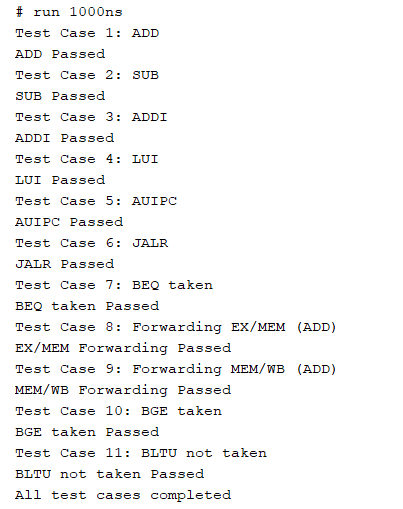 # run 1000ns
Test Case 1: ADD
ADD Passed
Test Case 2: SUB
SUB Passed
Test Case 3: ADDI
ADDI Passed
Test Case 4: LUI
LUI Passed
Test Case 5: AUIPC
AUIPC Passed
Test Case 6: JALR
JALR Passed
Test Case 7: BEQ taken
BEQ taken Passed
Test Case 8: Forwarding EX/MEM (ADD)
EX/MEM Forwarding Passed
Test Case 9: Forwarding MEM/WB (ADD)
MEM/WB Forwarding Passed
Test Case 10: BGE taken
BGE taken Passed
Test Case 11: BLTU not taken
BLTU not taken Passed
All test cases completed